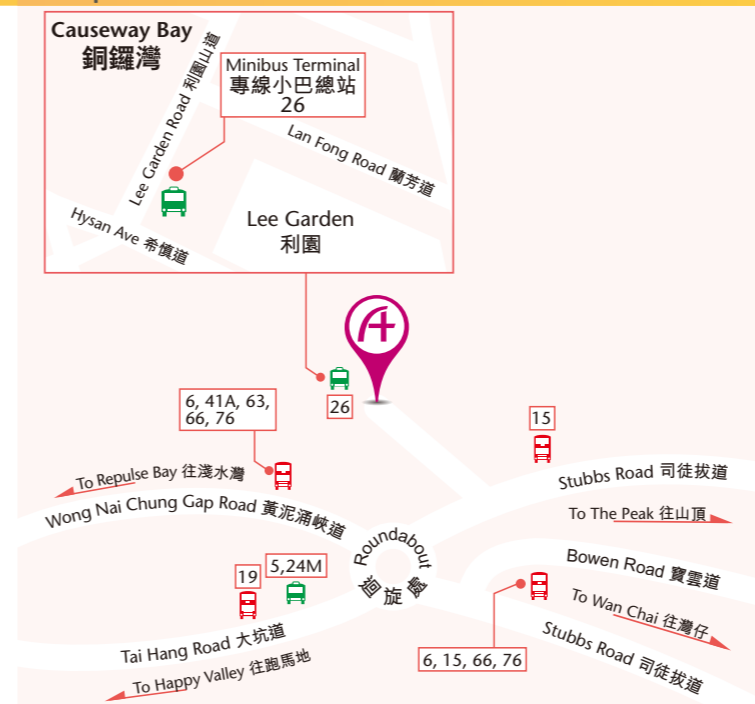 Causeway Bay
銅鑼灣
Lee Garden Road 利園山道
Minibus Terminal
專線小巴總站
26
Lan Fong Road 蘭芳道
Hysan Ave 希慎道
Lee Garden
利園
26
6, 41A, 63,
66, 76
15
To Repulse Bay 往淺水灣
Wong Nai Chung Gap Road 黃泥涌峽道
Stubbs Road 司徒拔道
To The Peak 往山頂
Roundabout
迴旋處
Bowen Road 寶雲道
19
5,24M
To Wan Chai 往灣仔
Tai Hang Road 大坑道
To Happy Valley 往跑馬地
6, 15, 66, 76
Stubbs Road 司徒拔道